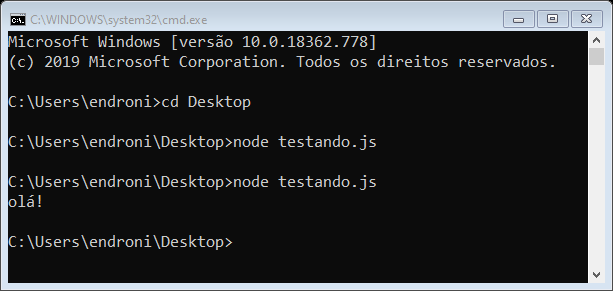 C:\WINDOWS\system32\cmd.exe
Microsoft Windows [versão 10.0.18362.778]
(c) 2019 Microsoft Corporation. Todos os direitos reservados.
C:\Users\endroni>cd Desktop
C:\Users\endroni\Desktop>node testando.js
C:\Users\endroni\Desktop>node testando.js
olá!
C:\Users\endroni\Desktop>